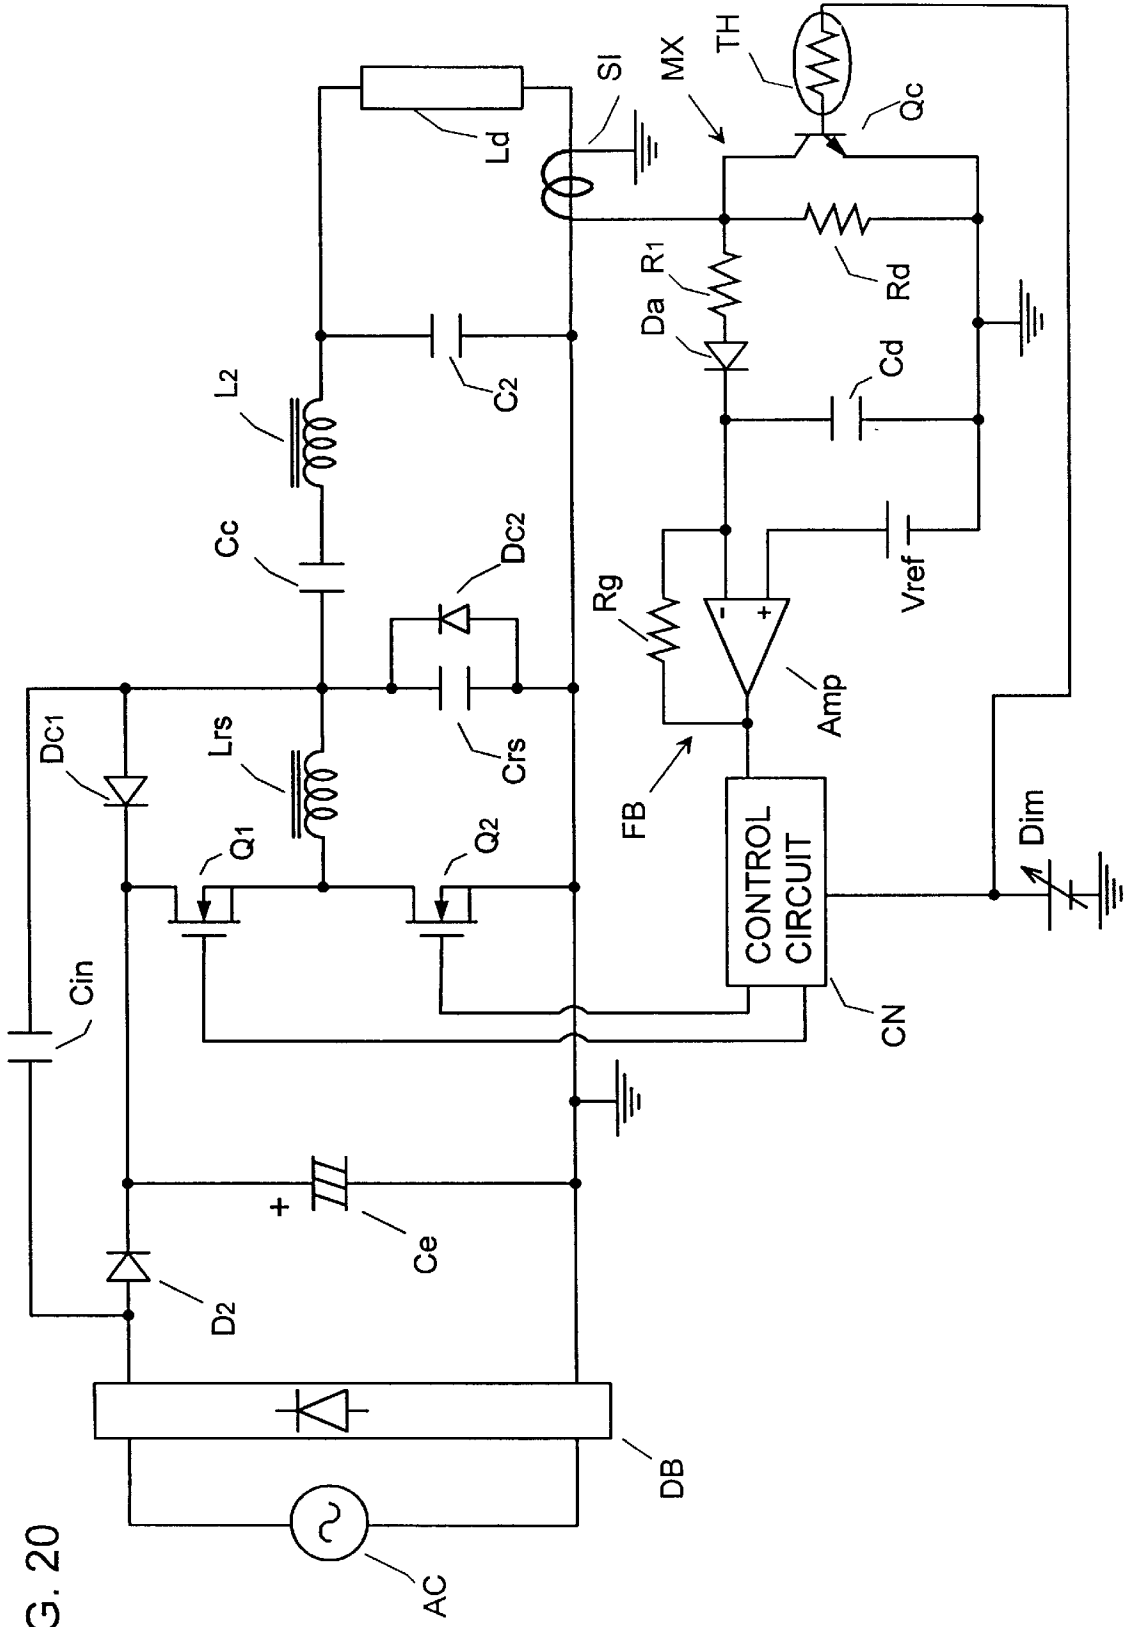 G. 20
AC
DB
D2
Ce
+
Cin
Dc1
Q1
Q2
Lrs
Crs
Dc2
Cc
L2
C2
Ld
SI
MX
TH
Qc
R1
Rd
Da
Cd
Rg
-
+
Vref
Amp
FB
CONTROL
CIRCUIT
CN
Dim